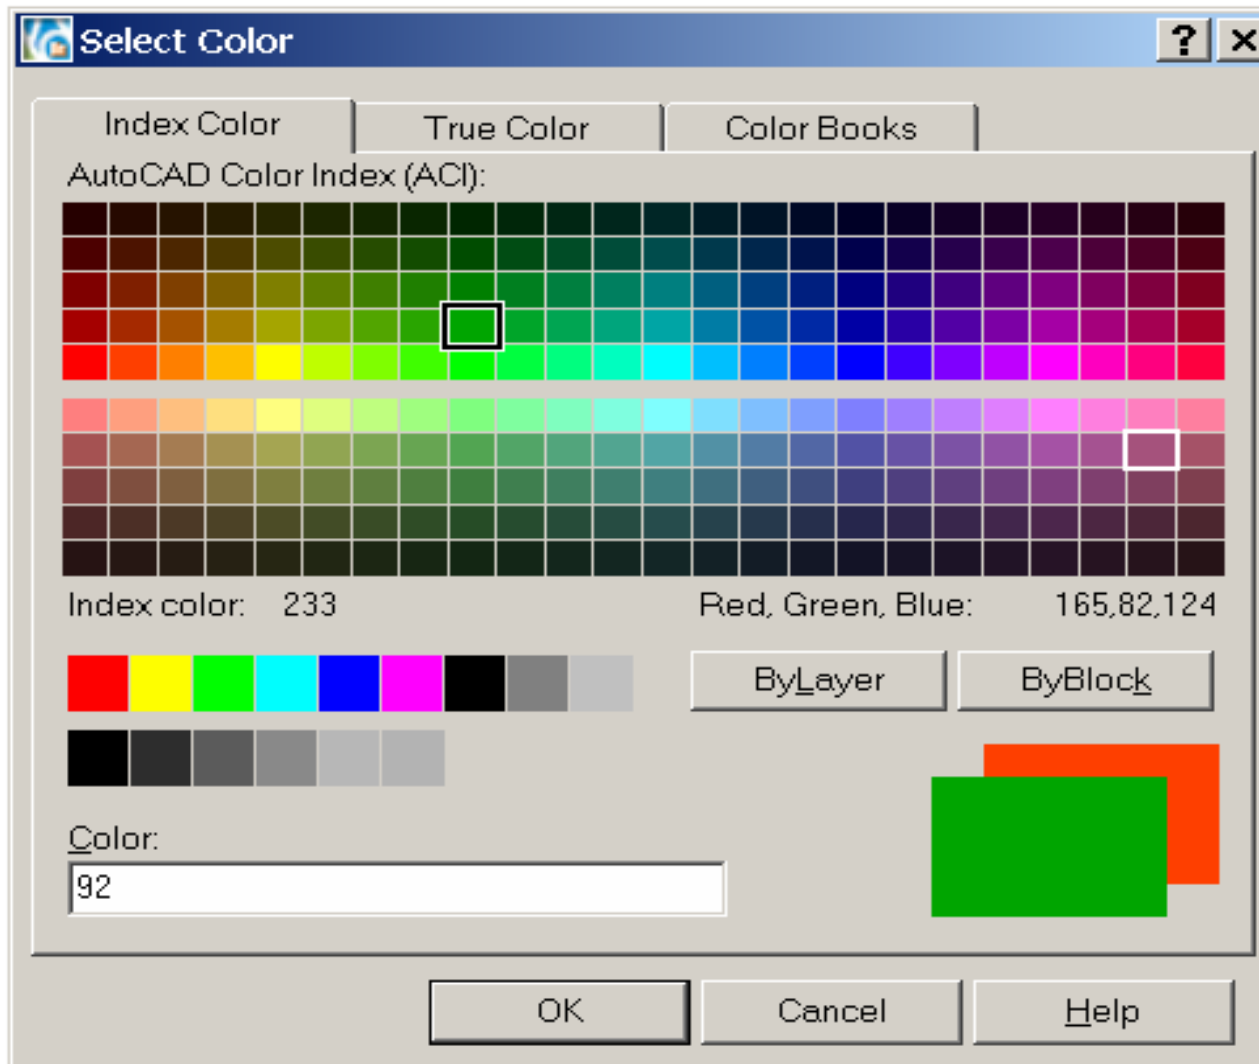 Select Color
Index Color True Color Color Books
AutoCAD Color Index (ACI):
Index color: 233 Red, Green, Blue: 165,82,124
ByLayer ByBlock
Color:
92
OK Cancel Help